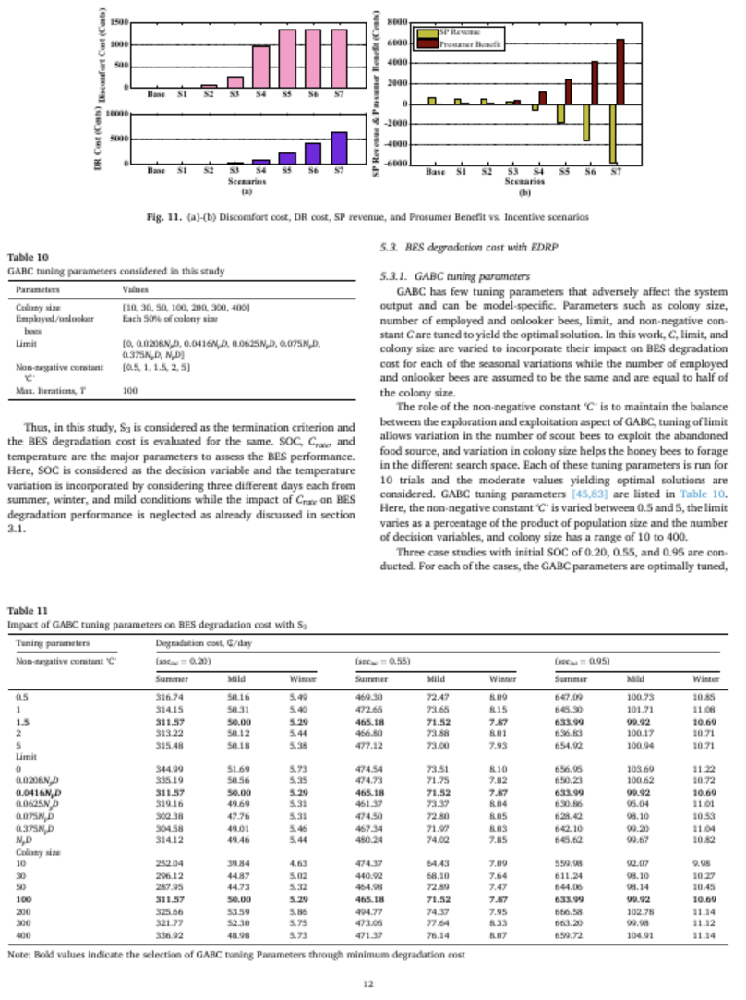 Discomfort Cost (Cents)
1500
1000
500
0
Base S1 S2 S3 S4 S5 S6 S7
DR Cost (Cents)
10000
5000
0
Base S1 S2 S3 S4 S5 S6 S7
Scenarios
(a)
SP Revenue & Prosumer Benefit (Cents)
8000
6000
4000
2000
0
-2000
-4000
-6000
SP Revenue
Prosumer Benefit
Base S1 S2 S3 S4 S5 S6 S7
Scenarios
(b)
Fig. 11. (a)-(b) Discomfort cost, DR cost, SP revenue, and Prosumer Benefit vs. Incentive scenarios
Table 10
GABC tuning parameters considered in this study
Parameters Values
Colony size [10, 30, 50, 100, 200, 300, 400]
Employed/onlooker Each 50% of colony size
bees
Limit [0, 0.0208NpD, 0.0416NpD, 0.0625NpD, 0.075NpD,
0.375NpD, NpD]
Non-negative constant [0.5, 1, 1.5, 2, 5]
'C'
Max. Iterations, T 100
Thus, in this study, S3 is considered as the termination criterion and
the BES degradation cost is evaluated for the same. SOC, Crate, and
temperature are the major parameters to assess the BES performance.
Here, SOC is considered as the decision variable and the temperature
variation is incorporated by considering three different days each from
summer, winter, and mild conditions while the impact of Crate on BES
degradation performance is neglected as already discussed in section
3.1.
5.3. BES degradation cost with EDRP
5.3.1. GABC tuning parameters
GABC has few tuning parameters that adversely affect the system
output and can be model-specific. Parameters such as colony size,
number of employed and onlooker bees, limit, and non-negative con-
stant C are tuned to yield the optimal solution. In this work, C, limit, and
colony size are varied to incorporate their impact on BES degradation
cost for each of the seasonal variations while the number of employed
and onlooker bees are assumed to be the same and are equal to half of
the colony size.
The role of the non-negative constant 'C' is to maintain the balance
between the exploration and exploitation aspect of GABC, tuning of limit
allows variation in the number of scout bees to exploit the abandoned
food source, and variation in colony size helps the honey bees to forage
in the different search space. Each of these tuning parameters is run for
10 trials and the moderate values yielding optimal solutions are
considered. GABC tuning parameters [45,83] are listed in Table 10.
Here, the non-negative constant 'C' is varied between 0.5 and 5, the limit
varies as a percentage of the product of population size and the number
of decision variables, and colony size has a range of 10 to 400.
Three case studies with initial SOC of 0.20, 0.55, and 0.95 are con-
ducted. For each of the cases, the GABC parameters are optimally tuned,
Table 11
Impact of GABC tuning parameters on BES degradation cost with S3
Tuning parameters Degradation cost, ₵/day
Non-negative constant 'C' (socini = 0.20) (socini = 0.55) (socini = 0.95)
Summer Mild Winter Summer Mild Winter Summer Mild Winter
0.5 316.74 50.16 5.49 469.30 72.47 8.09 647.09 100.73 10.85
1 314.15 50.31 5.40 472.65 73.65 8.15 645.30 101.71 11.08
1.5 311.57 50.00 5.29 465.18 71.52 7.87 633.99 99.92 10.69
2 313.22 50.12 5.44 466.80 73.88 8.01 636.83 100.17 10.71
5 315.48 50.18 5.38 477.12 73.00 7.93 654.92 100.94 10.71
Limit
0 344.99 51.69 5.73 474.54 73.51 8.10 656.95 103.69 11.22
0.0208NpD 335.19 50.56 5.35 474.73 71.75 7.82 650.23 100.62 10.72
0.0416NpD 311.57 50.00 5.29 465.18 71.52 7.87 633.99 99.92 10.69
0.0625NpD 319.16 49.69 5.31 461.37 73.37 8.04 630.86 95.04 11.01
0.075NpD 302.38 47.76 5.31 474.50 72.80 8.05 628.42 98.10 10.53
0.375NpD 304.58 49.01 5.46 467.34 71.97 8.03 642.10 99.20 11.04
NpD 314.12 49.46 5.44 480.24 74.02 7.85 645.62 99.67 10.82
Colony size
10 252.04 39.84 4.63 474.37 64.43 7.09 559.98 92.07 9.98
30 296.12 44.87 5.02 440.92 68.10 7.64 611.24 98.10 10.27
50 287.95 44.73 5.32 464.98 72.89 7.47 644.06 98.14 10.45
100 311.57 50.00 5.29 465.18 71.52 7.87 633.99 99.92 10.69
200 325.66 53.59 5.86 494.77 74.37 7.95 666.58 102.78 11.14
300 321.77 52.30 5.75 473.05 77.64 8.33 663.20 99.98 11.12
400 336.92 48.98 5.73 471.37 76.14 8.07 659.72 104.91 11.14
Note: Bold values indicate the selection of GABC tuning Parameters through minimum degradation cost
12